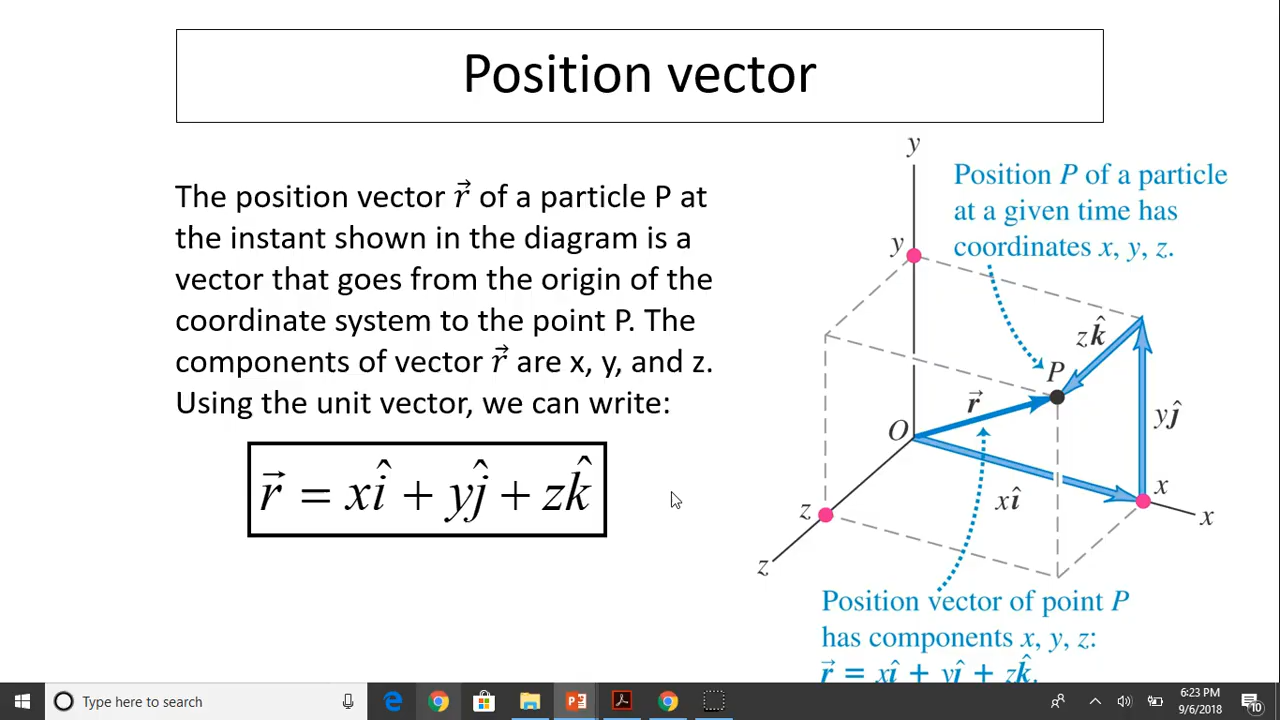 Position vector
The position vector r⃗ of a particle P at
the instant shown in the diagram is a
vector that goes from the origin of the
coordinate system to the point P. The
components of vector r⃗ are x, y, and z.
Using the unit vector, we can write:
r⃗ = xî + yĵ + zk̂
y
Position P of a particle
at a given time has
coordinates x, y, z.
y
zk̂
P
r⃗
yĵ
O
x
xî
z
x
z
Position vector of point P
has components x, y, z:
r⃗ = xî + yĵ + zk̂.
Type here to search
6:23 PM
9/6/2018
10